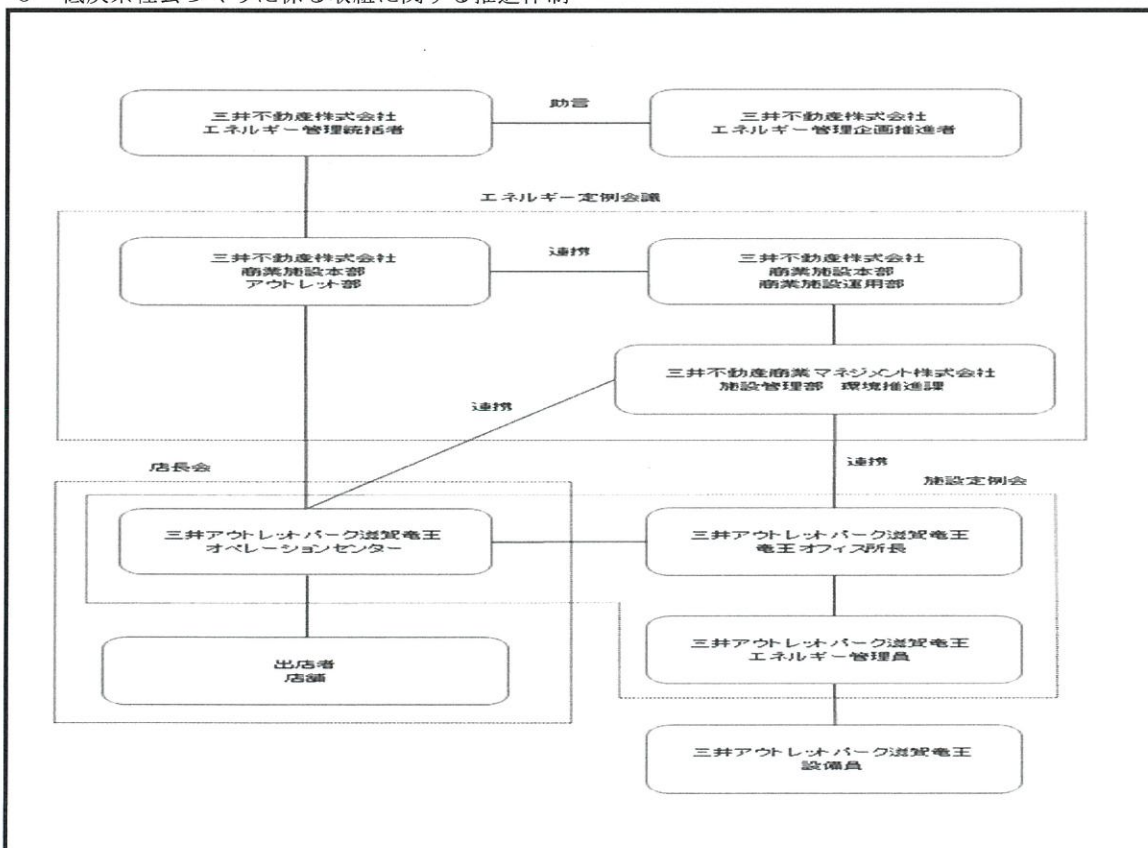 三井不動産株式会社
エネルギー管理統括者
助言
三井不動産株式会社
エネルギー管理企画推進者
エネルギー定例会議
三井不動産株式会社
商業施設本部
アウトレット部
連携
三井不動産株式会社
商業施設本部
商業施設運用部
三井不動産商業マネジメント株式会社
施設管理部 環境推進課
連携
連携
店長会
施設定例会
三井アウトレットパーク滋賀竜王
オペレーションセンター
三井アウトレットパーク滋賀竜王
竜王オフィス所長
三井アウトレットパーク滋賀竜王
エネルギー管理員
出店者
店舗
三井アウトレットパーク滋賀竜王
設備員